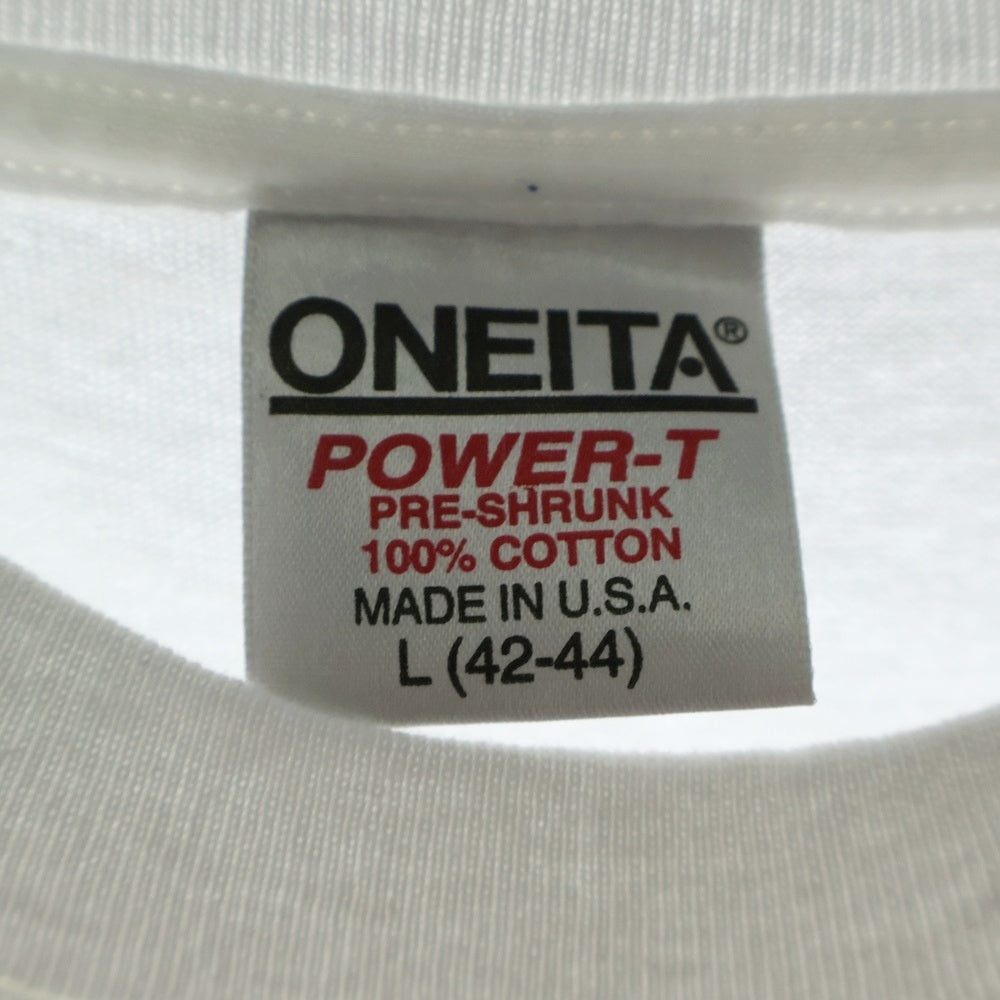 ONEITA®
POWER-T
PRE-SHRUNK
100% COTTON
MADE IN U.S.A.
L (42-44)